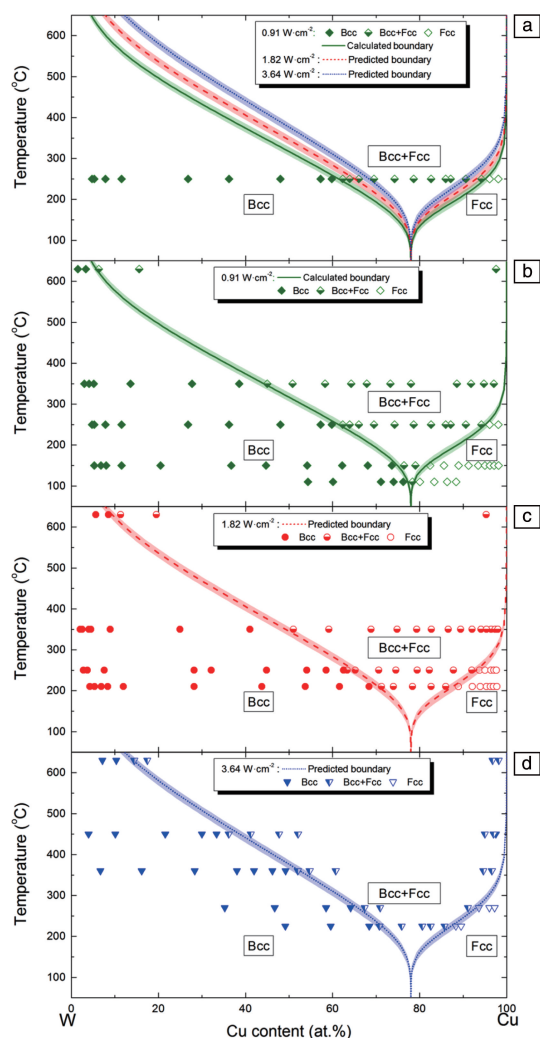 a
0.91 W·cm⁻²: Bcc Bcc+Fcc Fcc
Calculated boundary
1.82 W·cm⁻²: Predicted boundary
3.64 W·cm⁻²: Predicted boundary
Temperature (°C)
600
500
400
300
200
100
Bcc+Fcc
Bcc
Fcc
b
0.91 W·cm⁻²: Calculated boundary
Bcc Bcc+Fcc Fcc
Temperature (°C)
600
500
400
300
200
100
Bcc+Fcc
Bcc
Fcc
c
1.82 W·cm⁻²: Predicted boundary
Bcc Bcc+Fcc Fcc
Temperature (°C)
600
500
400
300
200
100
Bcc+Fcc
Bcc
Fcc
d
3.64 W·cm⁻²: Predicted boundary
Bcc Bcc+Fcc Fcc
Temperature (°C)
600
500
400
300
200
100
Bcc+Fcc
Bcc
Fcc
0 20 40 60 80 100
W Cu
Cu content (at.%)